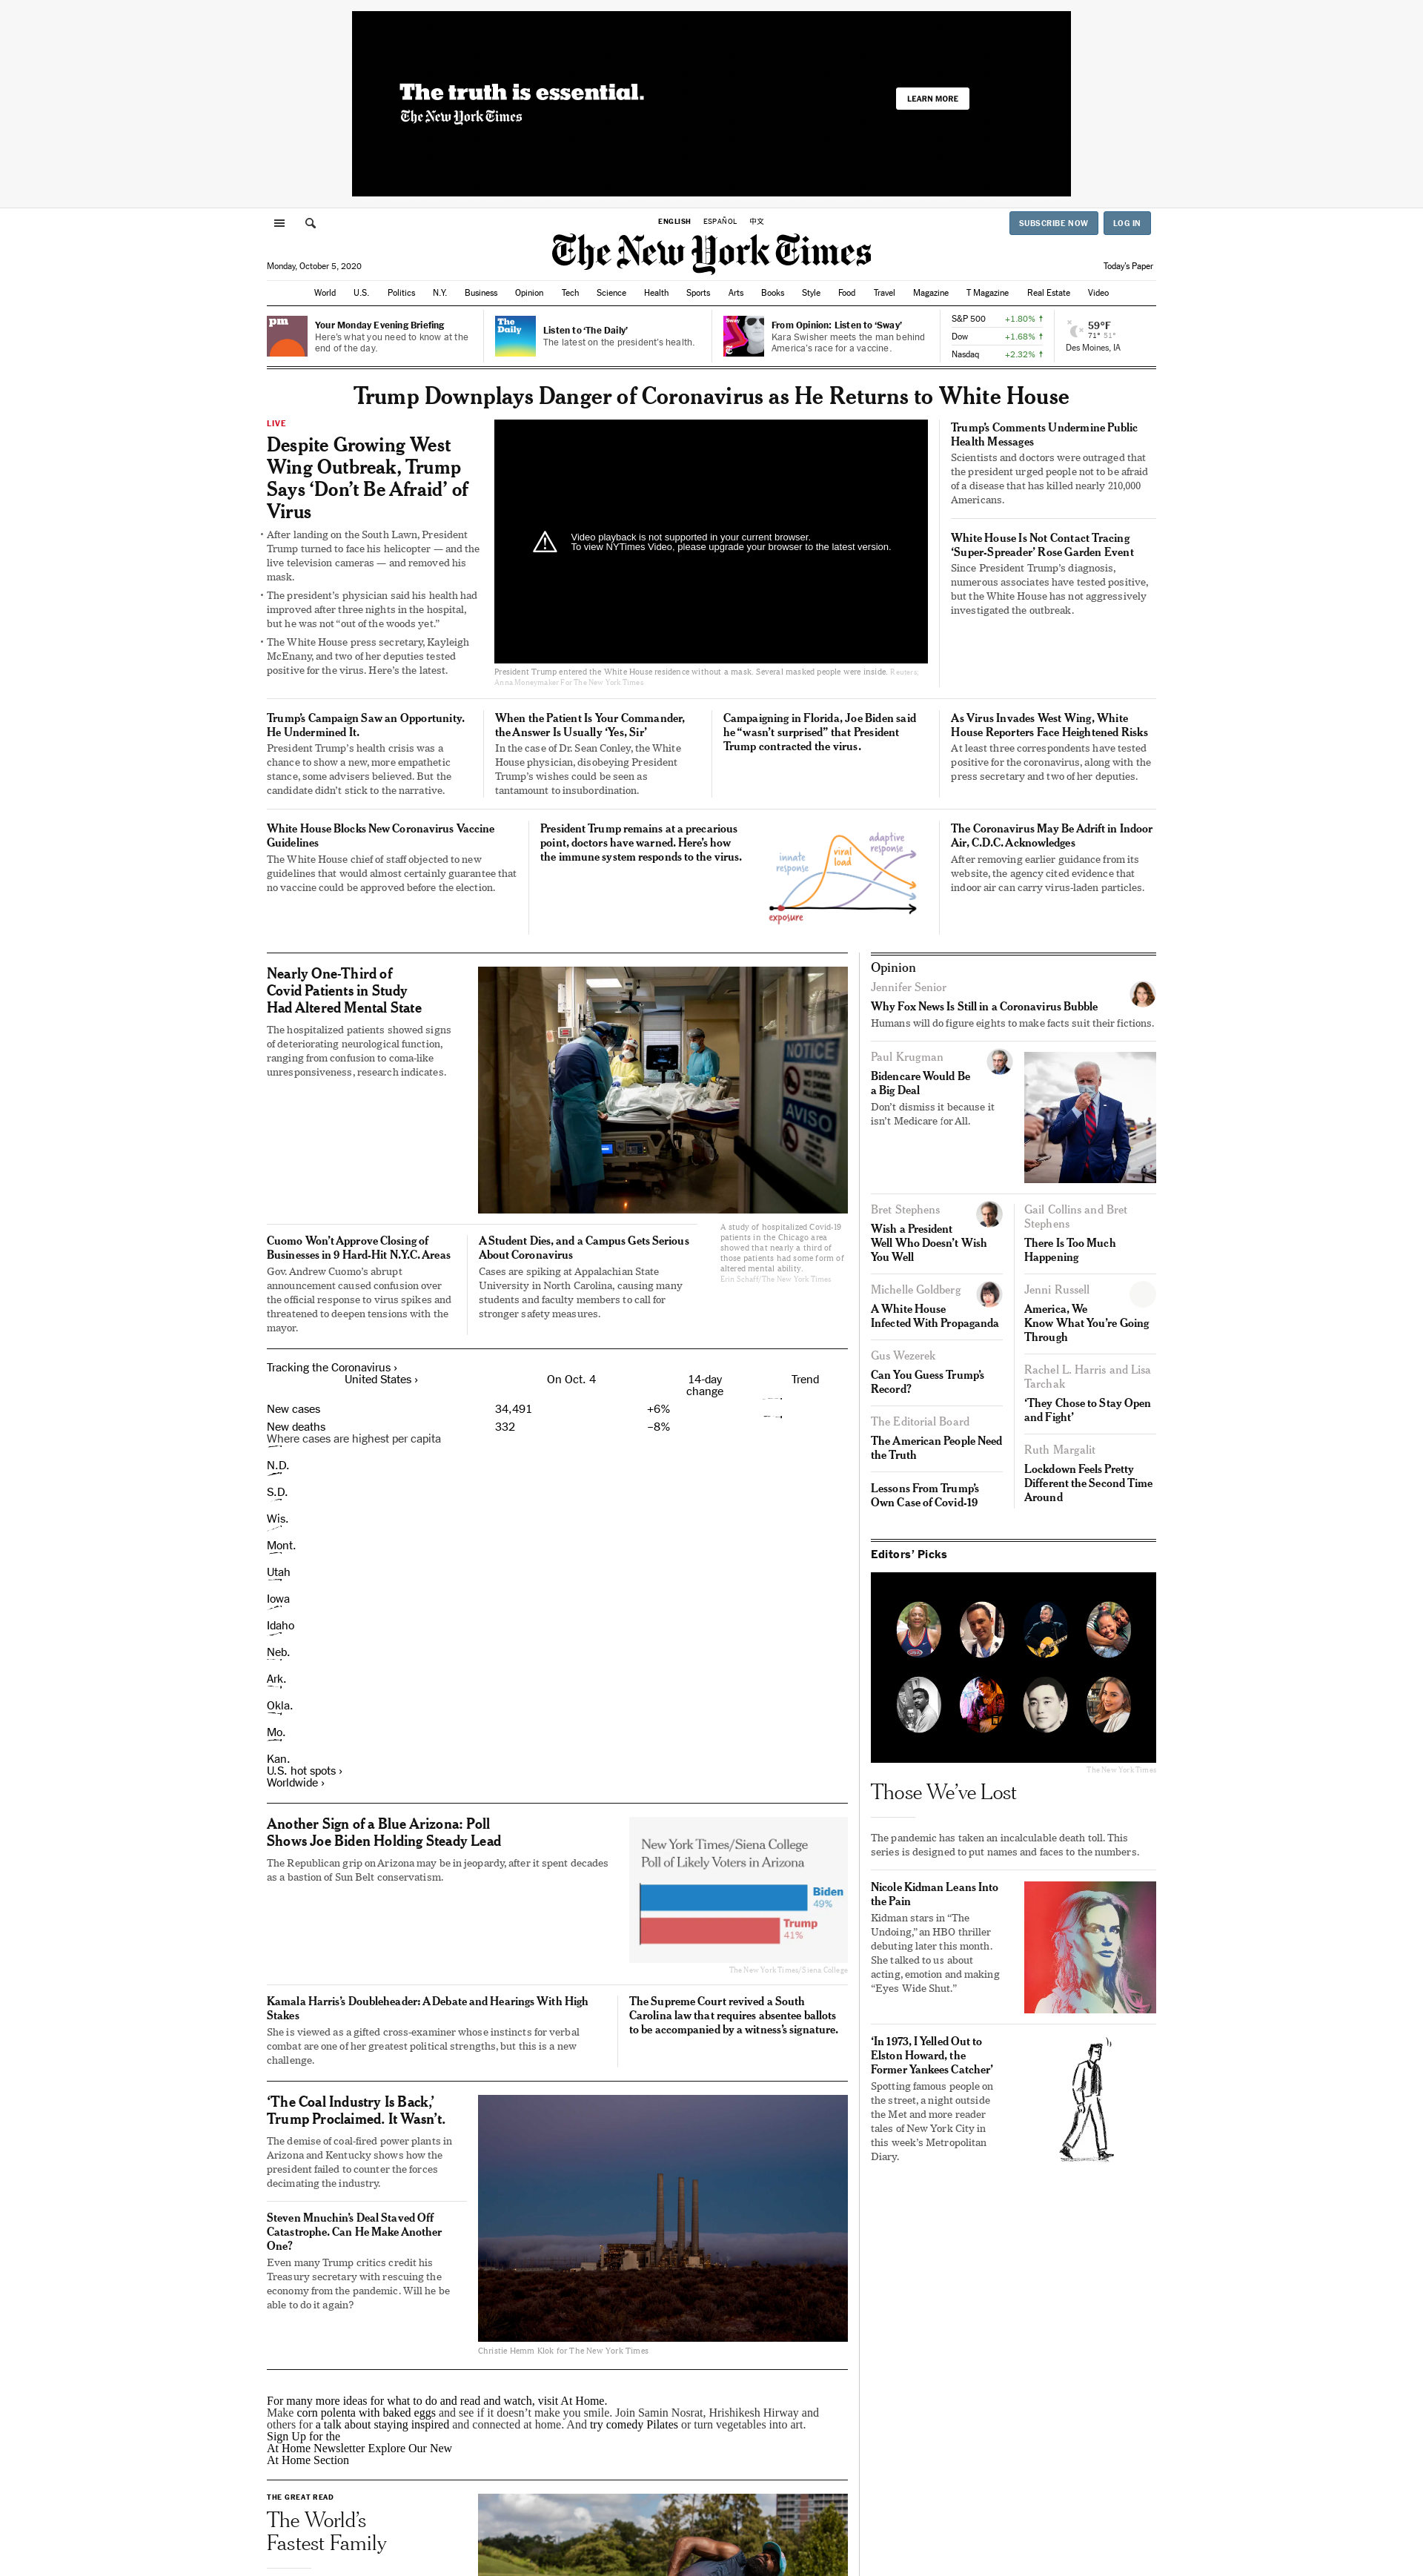 The truth is essential.
The New York Times
LEARN MORE
ENGLISH ESPAÑOL 中文
SUBSCRIBE NOW LOG IN
The New York Times
Monday, October 5, 2020
Today's Paper
World U.S. Politics N.Y. Business Opinion Tech Science Health Sports Arts Books Style Food Travel Magazine T Magazine Real Estate Video
pm
Your Monday Evening Briefing
Here's what you need to know at the
end of the day.
The
Daily
Listen to 'The Daily'
The latest on the president's health.
Sway
From Opinion: Listen to 'Sway'
Kara Swisher meets the man behind
America's race for a vaccine.
S&P 500 +1.80% ↑
Dow +1.68% ↑
Nasdaq +2.32% ↑
59°F
71° 51°
Des Moines, IA
Trump Downplays Danger of Coronavirus as He Returns to White House
LIVE
Despite Growing West
Wing Outbreak, Trump
Says ‘Don’t Be Afraid’ of
Virus
• After landing on the South Lawn, President
Trump turned to face his helicopter — and the
live television cameras — and removed his
mask.
• The president’s physician said his health had
improved after three nights in the hospital,
but he was not “out of the woods yet.”
• The White House press secretary, Kayleigh
McEnany, and two of her deputies tested
positive for the virus. Here’s the latest.
Video playback is not supported in your current browser.
To view NYTimes Video, please upgrade your browser to the latest version.
President Trump entered the White House residence without a mask. Several masked people were inside. Reuters,
Anna Moneymaker For The New York Times
Trump’s Comments Undermine Public
Health Messages
Scientists and doctors were outraged that
the president urged people not to be afraid
of a disease that has killed nearly 210,000
Americans.
White House Is Not Contact Tracing
‘Super-Spreader’ Rose Garden Event
Since President Trump’s diagnosis,
numerous associates have tested positive,
but the White House has not aggressively
investigated the outbreak.
Trump’s Campaign Saw an Opportunity.
He Undermined It.
President Trump’s health crisis was a
chance to show a new, more empathetic
stance, some advisers believed. But the
candidate didn’t stick to the narrative.
When the Patient Is Your Commander,
the Answer Is Usually ‘Yes, Sir’
In the case of Dr. Sean Conley, the White
House physician, disobeying President
Trump’s wishes could be seen as
tantamount to insubordination.
Campaigning in Florida, Joe Biden said
he “wasn’t surprised” that President
Trump contracted the virus.
As Virus Invades West Wing, White
House Reporters Face Heightened Risks
At least three correspondents have tested
positive for the coronavirus, along with the
press secretary and two of her deputies.
White House Blocks New Coronavirus Vaccine
Guidelines
The White House chief of staff objected to new
guidelines that would almost certainly guarantee that
no vaccine could be approved before the election.
President Trump remains at a precarious
point, doctors have warned. Here’s how
the immune system responds to the virus.
innate
response
viral
load
adaptive
response
exposure
The Coronavirus May Be Adrift in Indoor
Air, C.D.C. Acknowledges
After removing earlier guidance from its
website, the agency cited evidence that
indoor air can carry virus-laden particles.
Nearly One-Third of
Covid Patients in Study
Had Altered Mental State
The hospitalized patients showed signs
of deteriorating neurological function,
ranging from confusion to coma-like
unresponsiveness, research indicates.
NOTICE
AVISO
A study of hospitalized Covid-19
patients in the Chicago area
showed that nearly a third of
those patients had some form of
altered mental ability.
Erin Schaff/The New York Times
Cuomo Won’t Approve Closing of
Businesses in 9 Hard-Hit N.Y.C. Areas
Gov. Andrew Cuomo’s abrupt
announcement caused confusion over
the official response to virus spikes and
threatened to deepen tensions with the
mayor.
A Student Dies, and a Campus Gets Serious
About Coronavirus
Cases are spiking at Appalachian State
University in North Carolina, causing many
students and faculty members to call for
stronger safety measures.
Tracking the Coronavirus ›
United States › On Oct. 4 14-day
change Trend
New cases 34,491 +6%
New deaths 332 –8%
Where cases are highest per capita
N.D.
S.D.
Wis.
Mont.
Utah
Iowa
Idaho
Neb.
Ark.
Okla.
Mo.
Kan.
U.S. hot spots ›
Worldwide ›
Another Sign of a Blue Arizona: Poll
Shows Joe Biden Holding Steady Lead
The Republican grip on Arizona may be in jeopardy, after it spent decades
as a bastion of Sun Belt conservatism.
New York Times/Siena College
Poll of Likely Voters in Arizona
Biden
49%
Trump
41%
The New York Times/Siena College
Kamala Harris’s Doubleheader: A Debate and Hearings With High
Stakes
She is viewed as a gifted cross-examiner whose instincts for verbal
combat are one of her greatest political strengths, but this is a new
challenge.
The Supreme Court revived a South
Carolina law that requires absentee ballots
to be accompanied by a witness’s signature.
‘The Coal Industry Is Back,’
Trump Proclaimed. It Wasn’t.
The demise of coal-fired power plants in
Arizona and Kentucky shows how the
president failed to counter the forces
decimating the industry.
Steven Mnuchin’s Deal Staved Off
Catastrophe. Can He Make Another
One?
Even many Trump critics credit his
Treasury secretary with rescuing the
economy from the pandemic. Will he be
able to do it again?
Christie Hemm Klok for The New York Times
For many more ideas for what to do and read and watch, visit At Home.
Make corn polenta with baked eggs and see if it doesn’t make you smile. Join Samin Nosrat, Hrishikesh Hirway and
others for a talk about staying inspired and connected at home. And try comedy Pilates or turn vegetables into art.
Sign Up for the
At Home Newsletter Explore Our New
At Home Section
THE GREAT READ
The World’s
Fastest Family
Opinion
Jennifer Senior
Why Fox News Is Still in a Coronavirus Bubble
Humans will do figure eights to make facts suit their fictions.
Paul Krugman
Bidencare Would Be
a Big Deal
Don’t dismiss it because it
isn’t Medicare for All.
Bret Stephens
Wish a President
Well Who Doesn’t Wish
You Well
Michelle Goldberg
A White House
Infected With Propaganda
Gus Wezerek
Can You Guess Trump’s
Record?
The Editorial Board
The American People Need
the Truth
Lessons From Trump’s
Own Case of Covid-19
Gail Collins and Bret
Stephens
There Is Too Much
Happening
Jenni Russell
America, We
Know What You’re Going
Through
Rachel L. Harris and Lisa
Tarchak
‘They Chose to Stay Open
and Fight’
Ruth Margalit
Lockdown Feels Pretty
Different the Second Time
Around
Editors’ Picks
The New York Times
Those We’ve Lost
The pandemic has taken an incalculable death toll. This
series is designed to put names and faces to the numbers.
Nicole Kidman Leans Into
the Pain
Kidman stars in “The
Undoing,” an HBO thriller
debuting later this month.
She talked to us about
acting, emotion and making
“Eyes Wide Shut.”
‘In 1973, I Yelled Out to
Elston Howard, the
Former Yankees Catcher’
Spotting famous people on
the street, a night outside
the Met and more reader
tales of New York City in
this week’s Metropolitan
Diary.